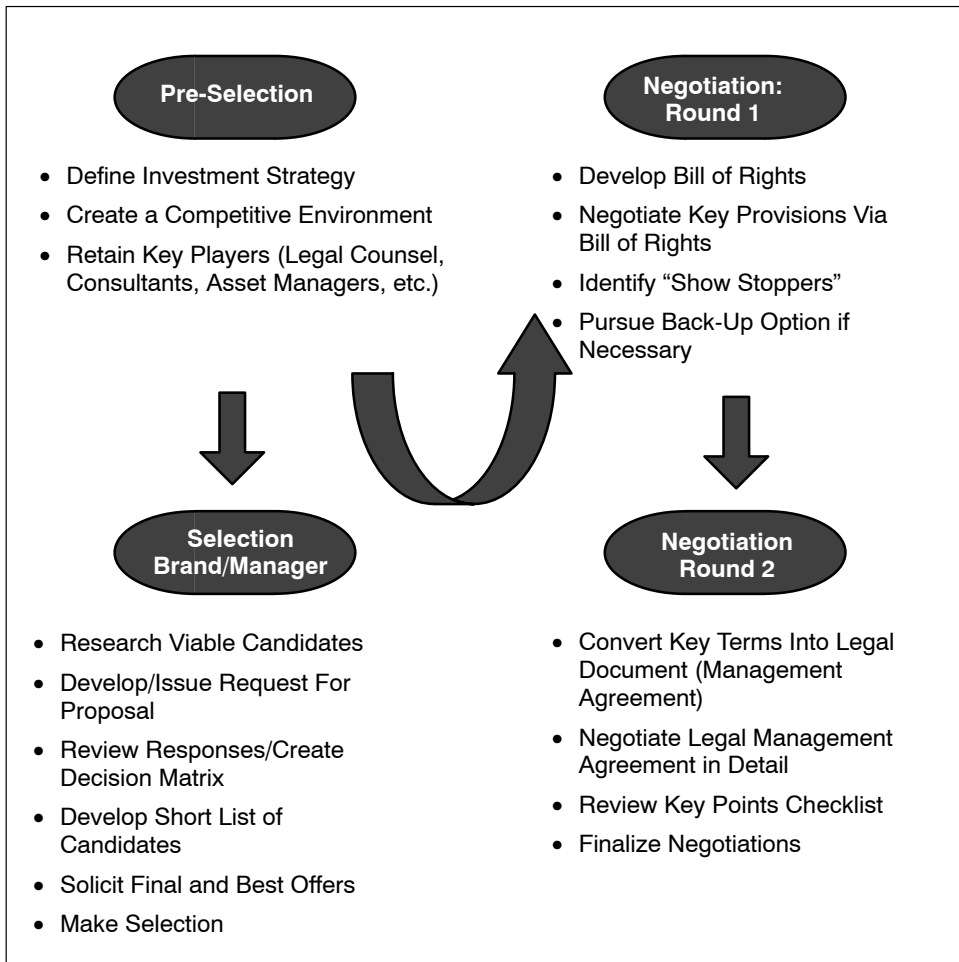 Pre-Selection
• Define Investment Strategy
• Create a Competitive Environment
• Retain Key Players (Legal Counsel,
Consultants, Asset Managers, etc.)
Selection
Brand/Manager
• Research Viable Candidates
• Develop/Issue Request For
Proposal
• Review Responses/Create
Decision Matrix
• Develop Short List of
Candidates
• Solicit Final and Best Offers
• Make Selection
Negotiation:
Round 1
• Develop Bill of Rights
• Negotiate Key Provisions Via
Bill of Rights
• Identify “Show Stoppers”
• Pursue Back-Up Option if
Necessary
Negotiation
Round 2
• Convert Key Terms Into Legal
Document (Management
Agreement)
• Negotiate Legal Management
Agreement in Detail
• Review Key Points Checklist
• Finalize Negotiations